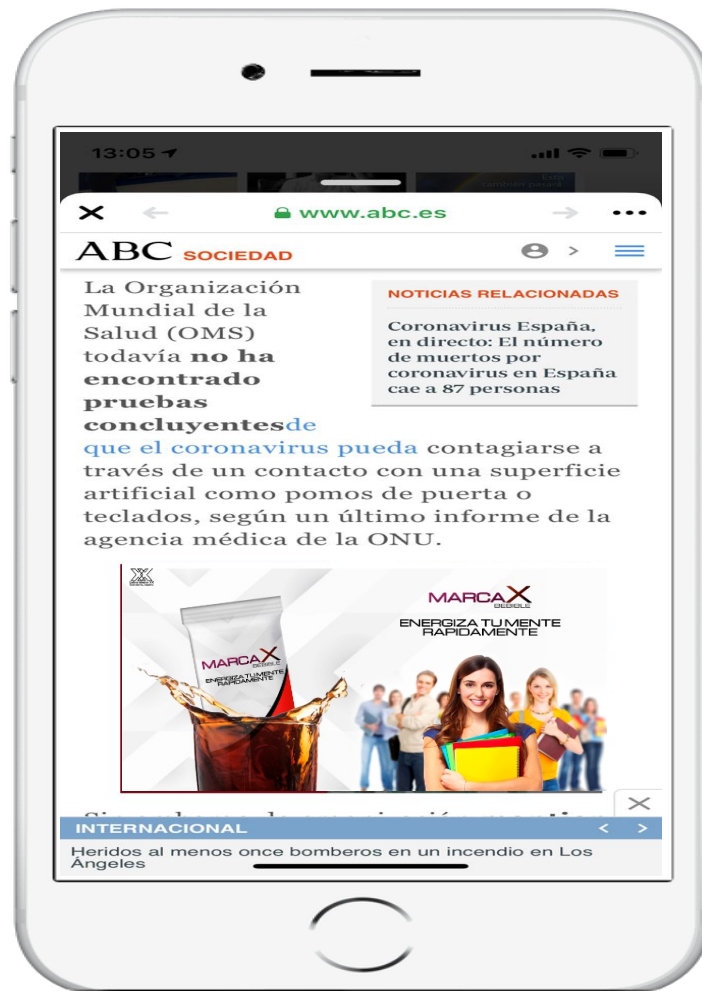 13:05
www.abc.es
ABC SOCIEDAD
La Organización
Mundial de la
Salud (OMS)
todavía no ha
encontrado
pruebas
concluyentesde
que el coronavirus pueda contagiarse a
través de un contacto con una superficie
artificial como pomos de puerta o
teclados, según un último informe de la
agencia médica de la ONU.
NOTICIAS RELACIONADAS
Coronavirus España,
en directo: El número
de muertos por
coronavirus en España
cae a 87 personas
MARCAX
BEBIBLE
ENERGIZA TU MENTE
RAPIDAMENTE
MARCAX
BEBIBLE
ENERGIZA TU MENTE
RAPIDAMENTE
INTERNACIONAL
Heridos al menos once bomberos en un incendio en Los
Ángeles